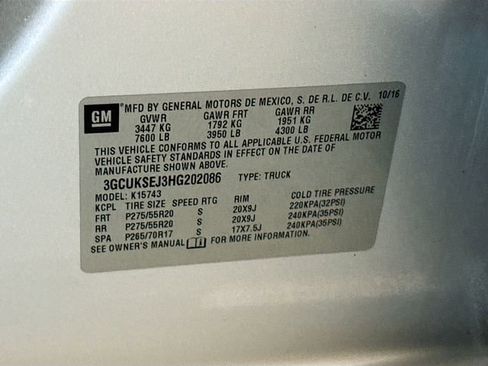 GM
MFD BY GENERAL MOTORS DE MEXICO, S. DE R.L. DE C.V. 10/16
GVWR GAWR FRT GAWR RR
3447 KG 1792 KG 1951 KG
7600 LB 3950 LB 4300 LB
THIS VEHICLE CONFORMS TO ALL APPLICABLE U.S. FEDERAL MOTOR
VEHICLE SAFETY STANDARDS IN EFFECT ON THE DATE OF
MANUFACTURE SHOWN ABOVE.
3GCUKSEJ3HG202086 TYPE: TRUCK
MODEL: K15743
KCPL TIRE SIZE SPEED RTG RIM COLD TIRE PRESSURE
FRT P275/55R20 S 20X9J 220KPA(32PSI)
RR P275/55R20 S 20X9J 240KPA(35PSI)
SPA P265/70R17 S 17X7.5J 240KPA(35PSI)
SEE OWNER'S MANUAL FOR MORE INFORMATION.